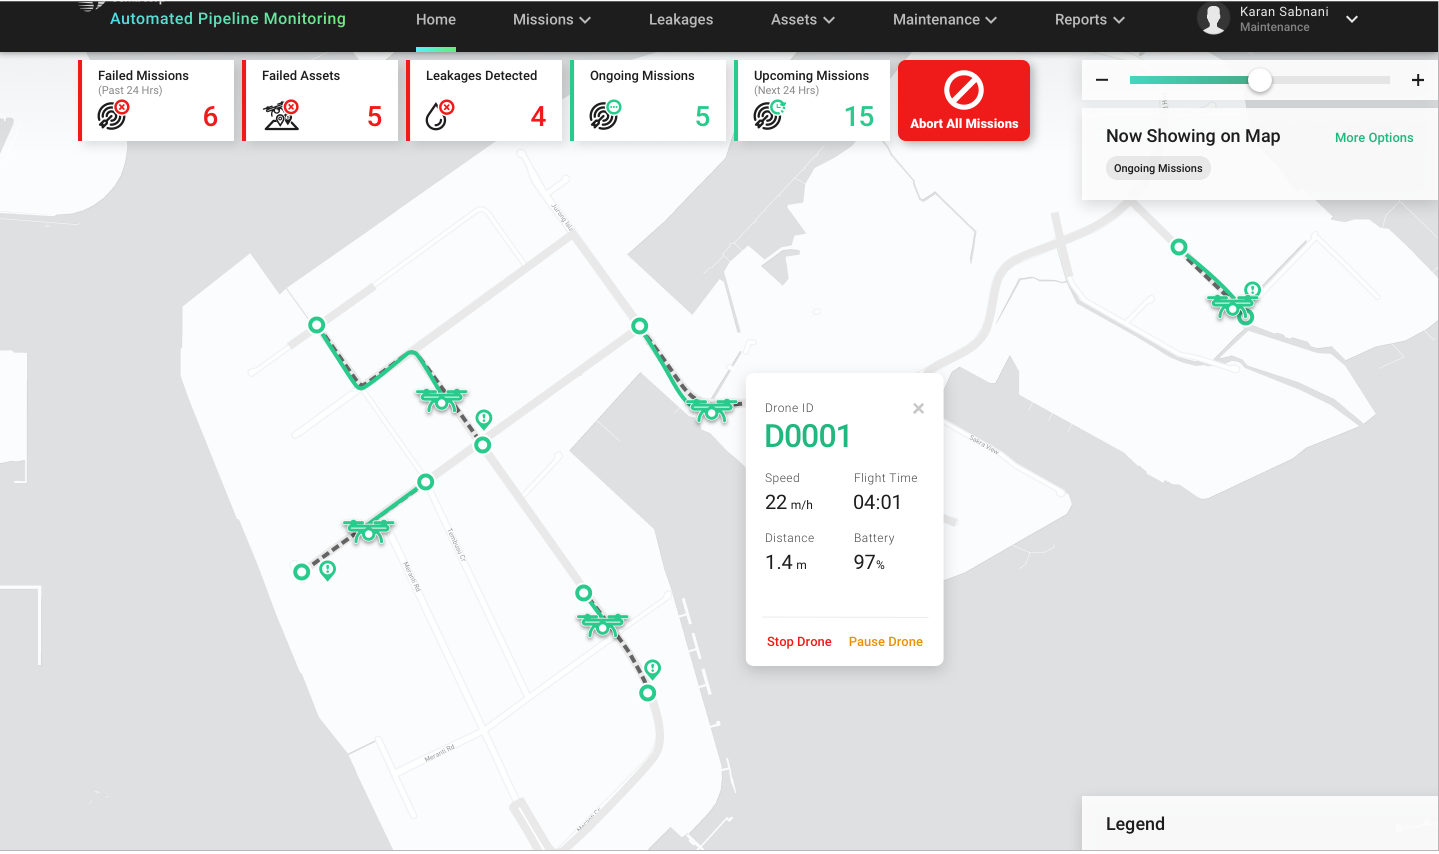 Automated Pipeline Monitoring
Home
Missions
Leakages
Assets
Maintenance
Reports
Karan Sabnani
Maintenance
Failed Missions
(Past 24 Hrs)
6
Failed Assets
5
Leakages Detected
4
Ongoing Missions
5
Upcoming Missions
(Next 24 Hrs)
15
Abort All Missions
Now Showing on Map
More Options
Ongoing Missions
Drone ID
D0001
Speed
Flight Time
22 m/h
04:01
Distance
Battery
1.4 m
97%
Stop Drone
Pause Drone
Sakra View
Tembusu Cr
Meranti Rd
Meranti Rd
Meranti Cr
Legend